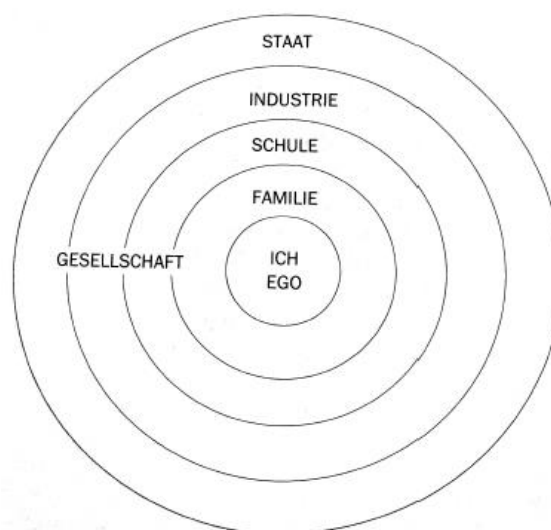 STAAT
INDUSTRIE
SCHULE
FAMILIE
GESELLSCHAFT
ICH
EGO